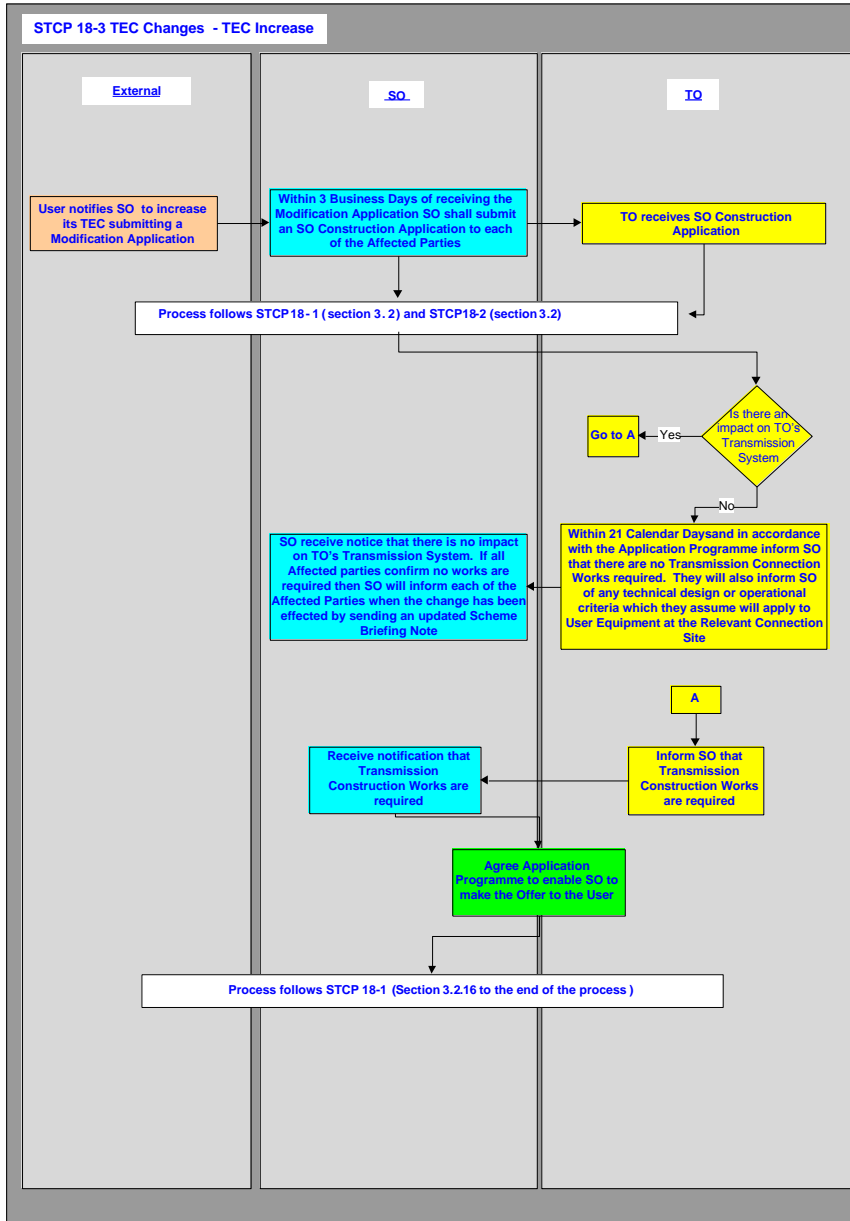 STCP 18-3 TEC Changes - TEC Increase
External
SO
TO
User notifies SO to increase
its TEC submitting a
Modification Application
Within 3 Business Days of receiving the
Modification Application SO shall submit
an SO Construction Application to each
of the Affected Parties
TO receives SO Construction
Application
Process follows STCP18-1 (section 3.2) and STCP18-2 (section 3.2)
Is there an
impact on TO's
Transmission
System
Yes
Go to A
No
Within 21 Calendar Daysand in accordance
with the Application Programme inform SO
that there are no Transmission Connection
Works required. They will also inform SO
of any technical design or operational
criteria which they assume will apply to
User Equipment at the Relevant Connection
Site
SO receive notice that there is no impact
on TO's Transmission System. If all
Affected parties confirm no works are
required then SO will inform each of the
Affected Parties when the change has been
effected by sending an updated Scheme
Briefing Note
A
Inform SO that
Transmission
Construction Works
are required
Receive notification that
Transmission
Construction Works are
required
Agree Application
Programme to enable SO to
make the Offer to the User
Process follows STCP 18-1 (Section 3.2.16 to the end of the process )